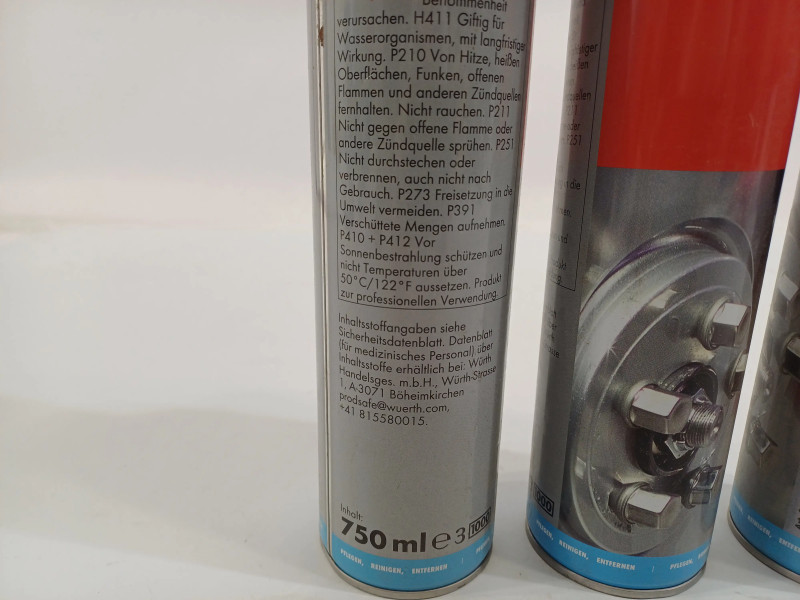 Benommenheit
verursachen. H411 Giftig für
Wasserorganismen, mit langfristiger
Wirkung. P210 Von Hitze, heißen
Oberflächen, Funken, offenen
Flammen und anderen Zündquellen
fernhalten. Nicht rauchen. P211
Nicht gegen offene Flamme oder
andere Zündquelle sprühen. P251
Nicht durchstechen oder
verbrennen, auch nicht nach
Gebrauch. P273 Freisetzung in die
Umwelt vermeiden. P391
Verschüttete Mengen aufnehmen.
P410 + P412 Vor
Sonnenbestrahlung schützen und
nicht Temperaturen über
50°C/122°F aussetzen. Produkt
zur professionellen Verwendung
Inhaltsstoffangaben siehe
Sicherheitsdatenblatt. Datenblatt
(für medizinisches Personal) über
Inhaltsstoffe erhältlich bei: Würth
Handelsges. m.b.H., Würth-Strasse
1, A-3071 Böheimkirchen
prodsafe@wuerth.com,
+41 815580015.
Inhalt:
750 ml e 3 1000
PFLEGEN, REINIGEN, ENTFERNEN
PFLEGEN, REINIGEN, ENTFERNEN
PFLEGEN,